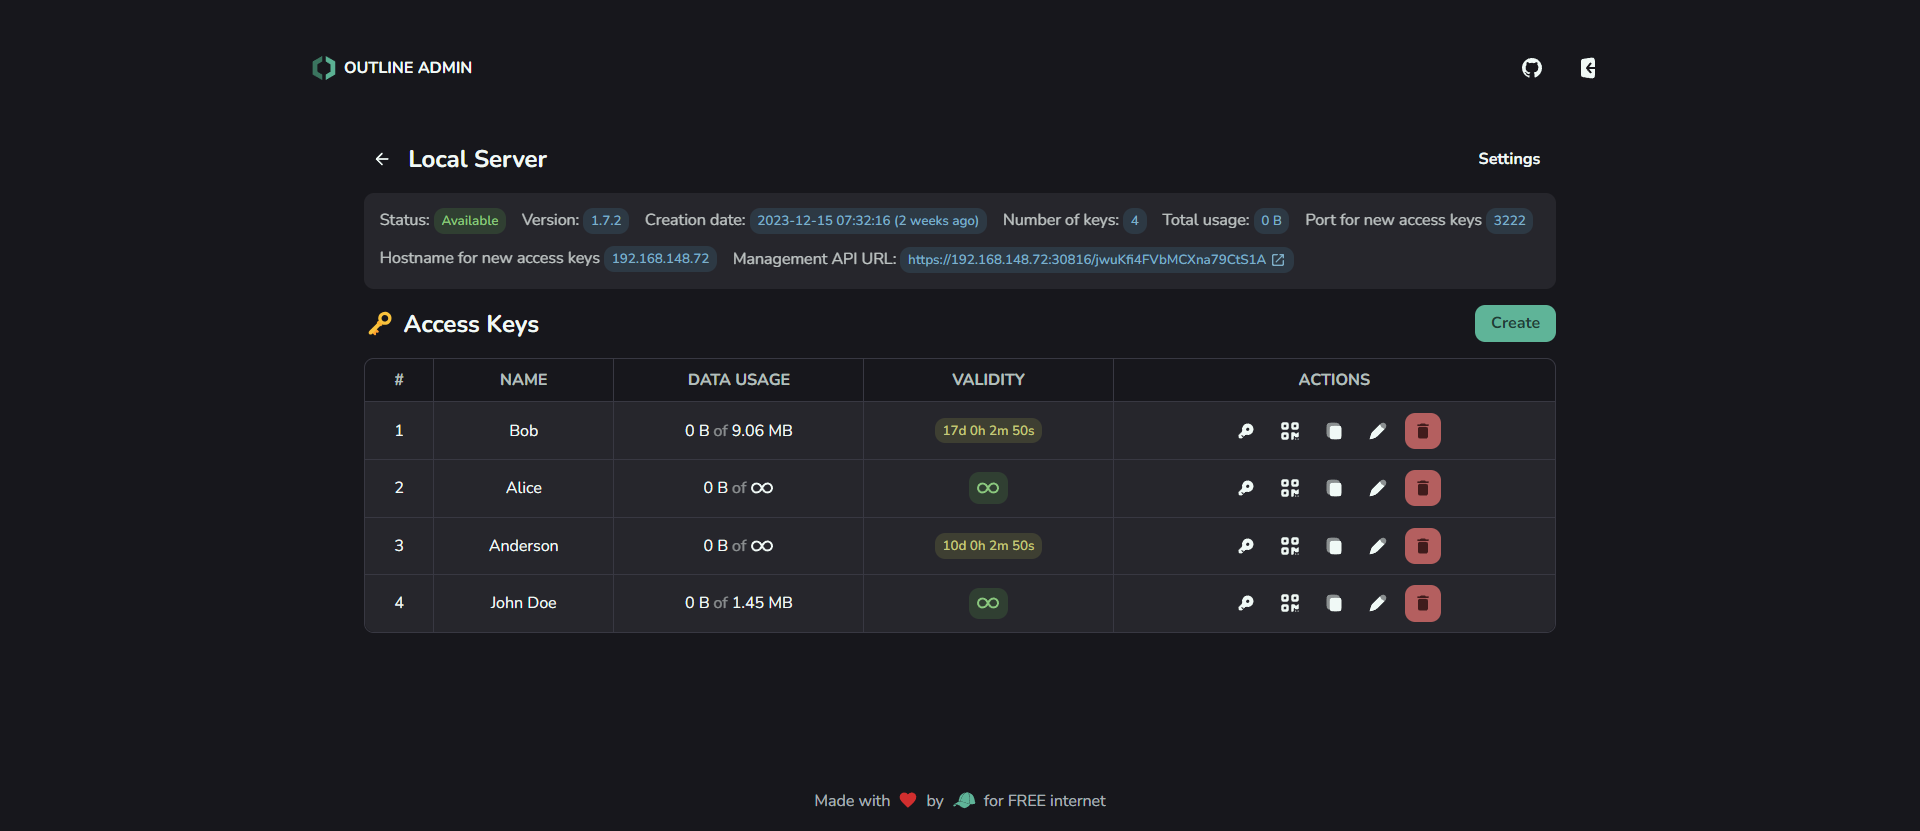 OUTLINE ADMIN
Local Server
Settings
Status: Available Version: 1.7.2 Creation date: 2023-12-15 07:32:16 (2 weeks ago) Number of keys: 4 Total usage: 0 B Port for new access keys 3222
Hostname for new access keys 192.168.148.72 Management API URL: https://192.168.148.72:30816/jwuKfi4FVbMCXna79CtS1A
Access Keys
Create
# NAME DATA USAGE VALIDITY ACTIONS
1 Bob 0 B of 9.06 MB 17d 0h 2m 50s
2 Alice 0 B of ∞ ∞
3 Anderson 0 B of ∞ 10d 0h 2m 50s
4 John Doe 0 B of 1.45 MB ∞
Made with ❤ by 🧢 for FREE internet